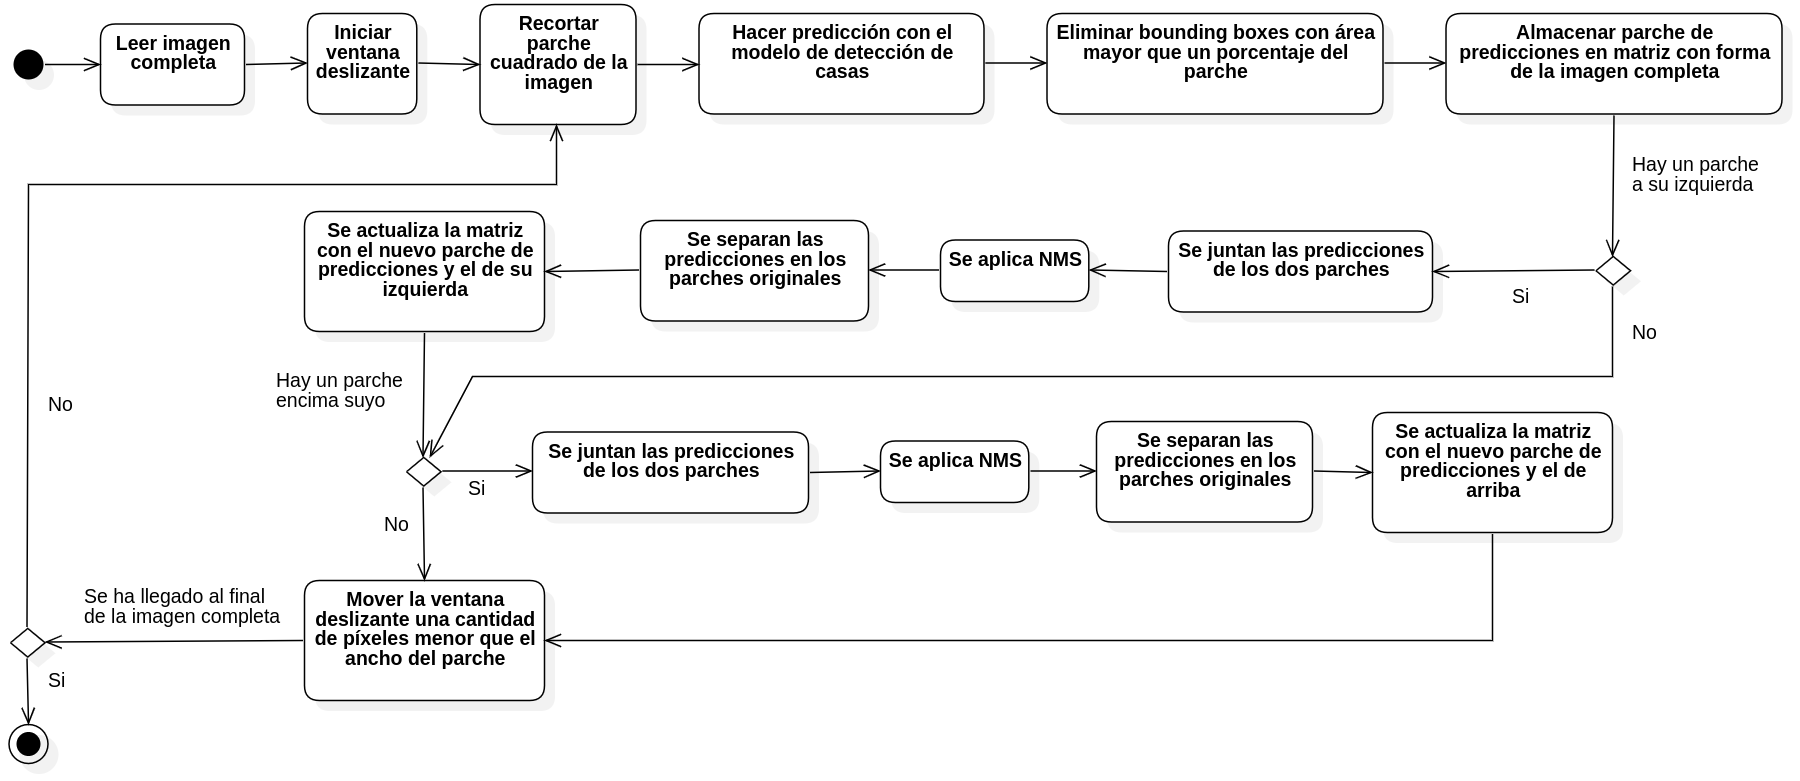 Leer imagen
completa
Iniciar
ventana
deslizante
Recortar
parche
cuadrado de la
imagen
Hacer predicción con el
modelo de detección de
casas
Eliminar bounding boxes con área
mayor que un porcentaje del
parche
Almacenar parche de
predicciones en matriz con forma
de la imagen completa
Hay un parche
a su izquierda
Si
No
Se juntan las predicciones
de los dos parches
Se aplica NMS
Se separan las
predicciones en los
parches originales
Se actualiza la matriz
con el nuevo parche de
predicciones y el de su
izquierda
Hay un parche
encima suyo
Si
No
Se juntan las predicciones
de los dos parches
Se aplica NMS
Se separan las
predicciones en los
parches originales
Se actualiza la matriz
con el nuevo parche de
predicciones y el de
arriba
Mover la ventana
deslizante una cantidad
de píxeles menor que el
ancho del parche
Se ha llegado al final
de la imagen completa
No
Si